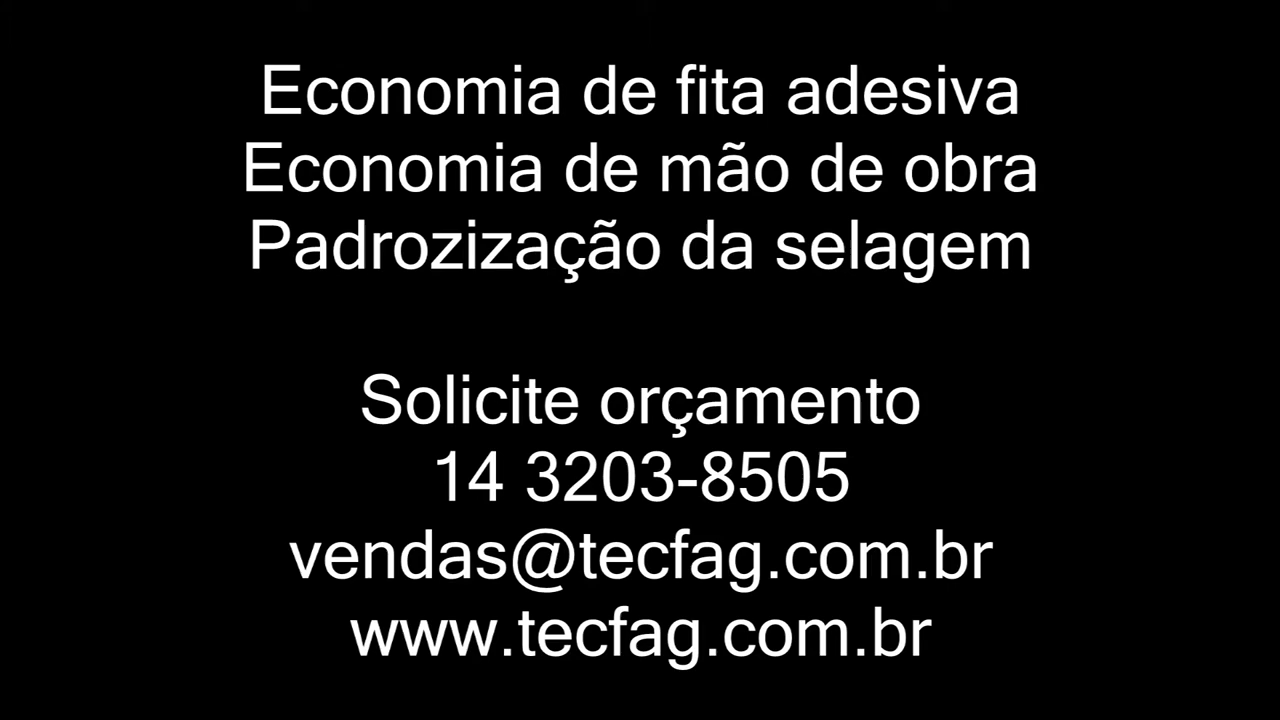 Economia de fita adesiva
Economia de mão de obra
Padrozização da selagem
Solicite orçamento
14 3203-8505
vendas@tecfag.com.br
www.tecfag.com.br